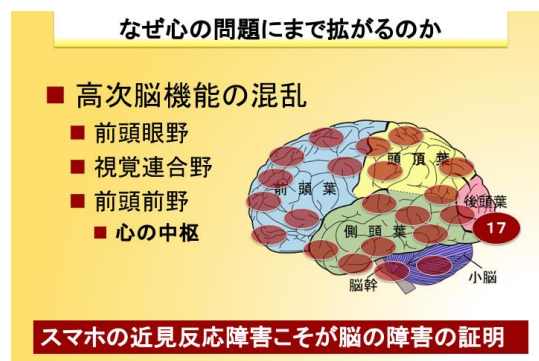 なぜ心の問題にまで拡がるのか
高次脳機能の混乱
前頭眼野
視覚連合野
前頭前野
心の中枢
頭頂葉
前頭葉
後頭葉
17
側頭葉
小脳
脳幹
スマホの近見反応障害こそが脳の障害の証明